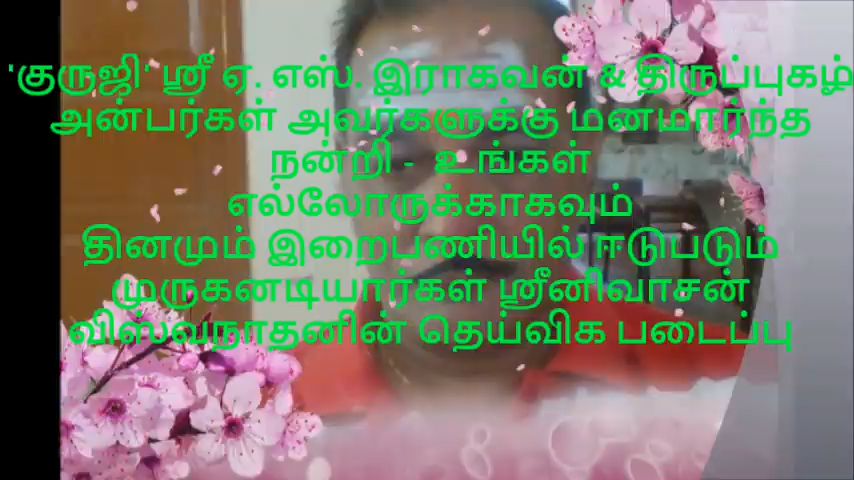 'குருஜி' ஸ்ரீ ஏ. எஸ். இராகவன் & திருப்புகழ்
அன்பர்கள் அவர்களுக்கு மனமார்ந்த
நன்றி - உங்கள்
எல்லோருக்காகவும்
தினமும் இறைபணியில் ஈடுபடும்
முருகனடியார்கள் ஸ்ரீனிவாசன்
விஸ்வநாதனின் தெய்விக படைப்பு